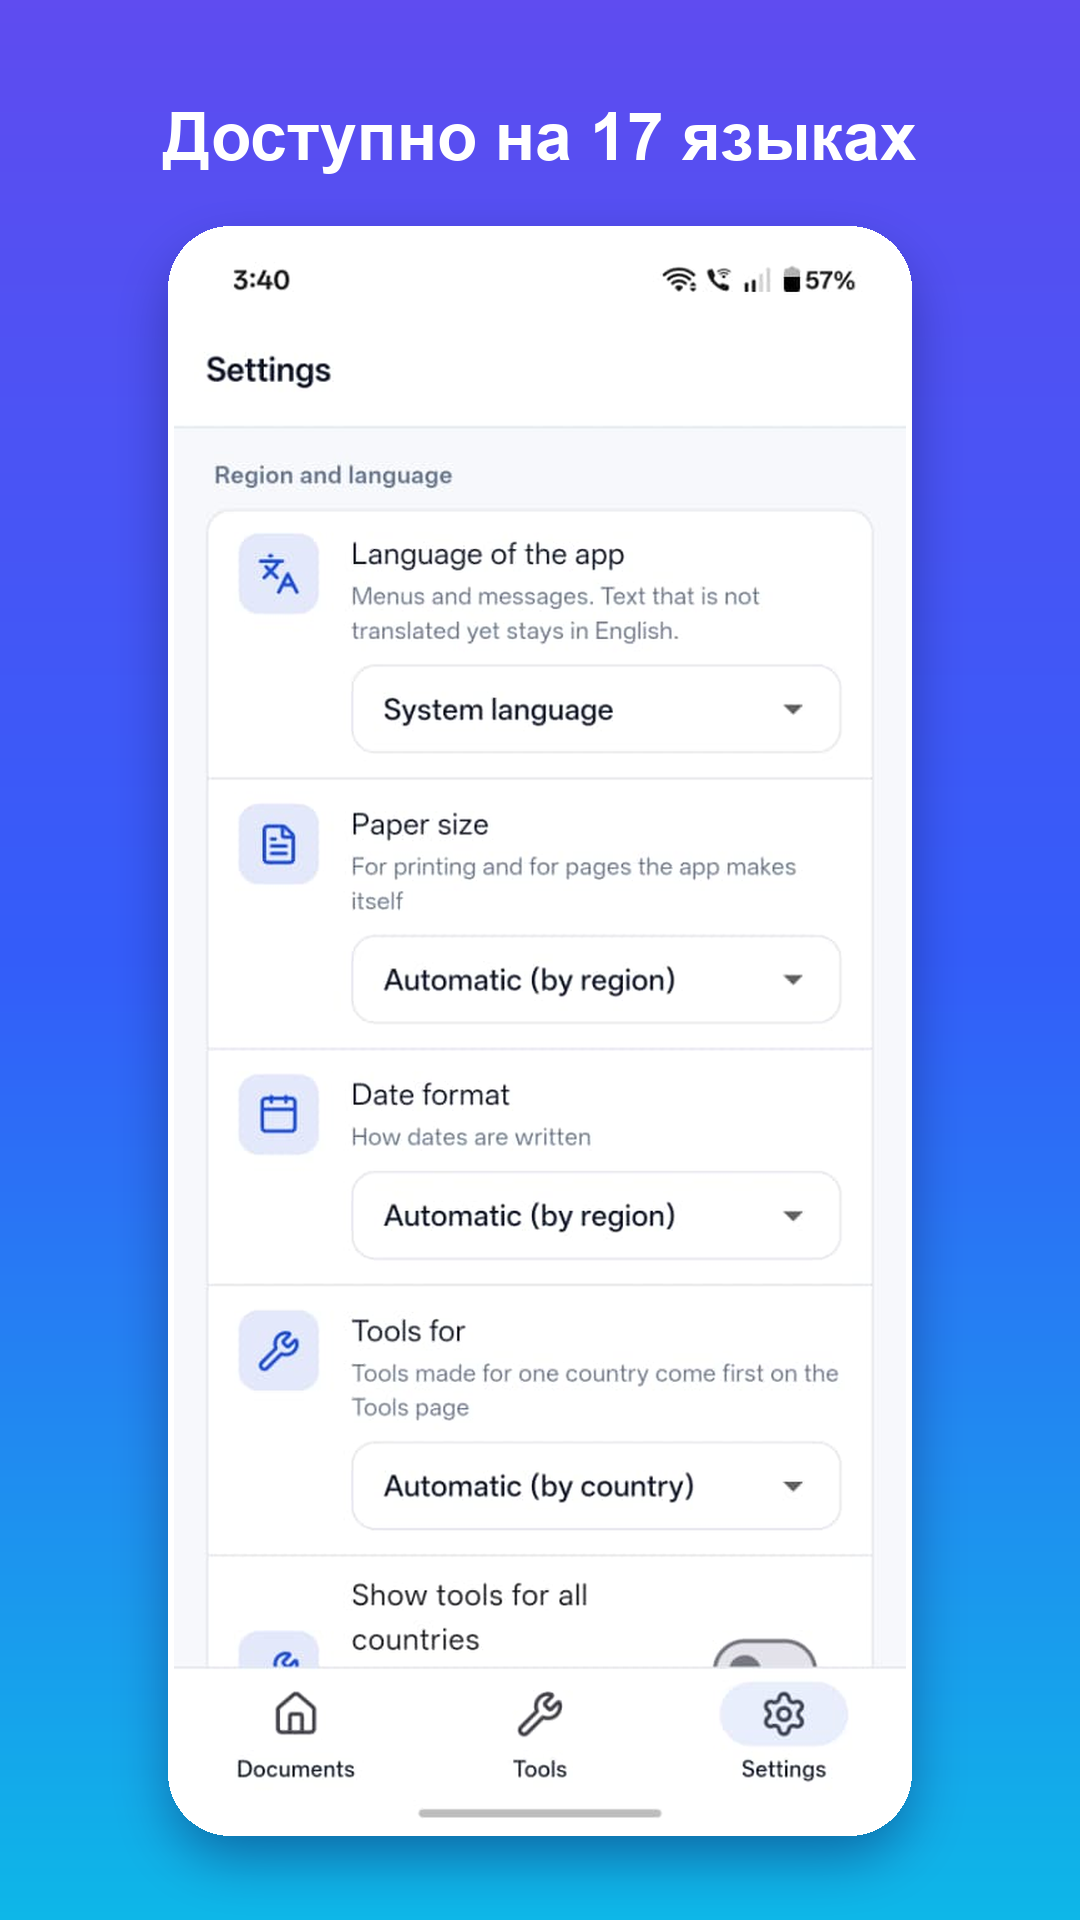 Доступно на 17 языках
3:40
57%
Settings
Region and language
Language of the app
Menus and messages. Text that is not
translated yet stays in English.
System language
Paper size
For printing and for pages the app makes
itself
Automatic (by region)
Date format
How dates are written
Automatic (by region)
Tools for
Tools made for one country come first on the
Tools page
Automatic (by country)
Show tools for all
countries
Documents
Tools
Settings